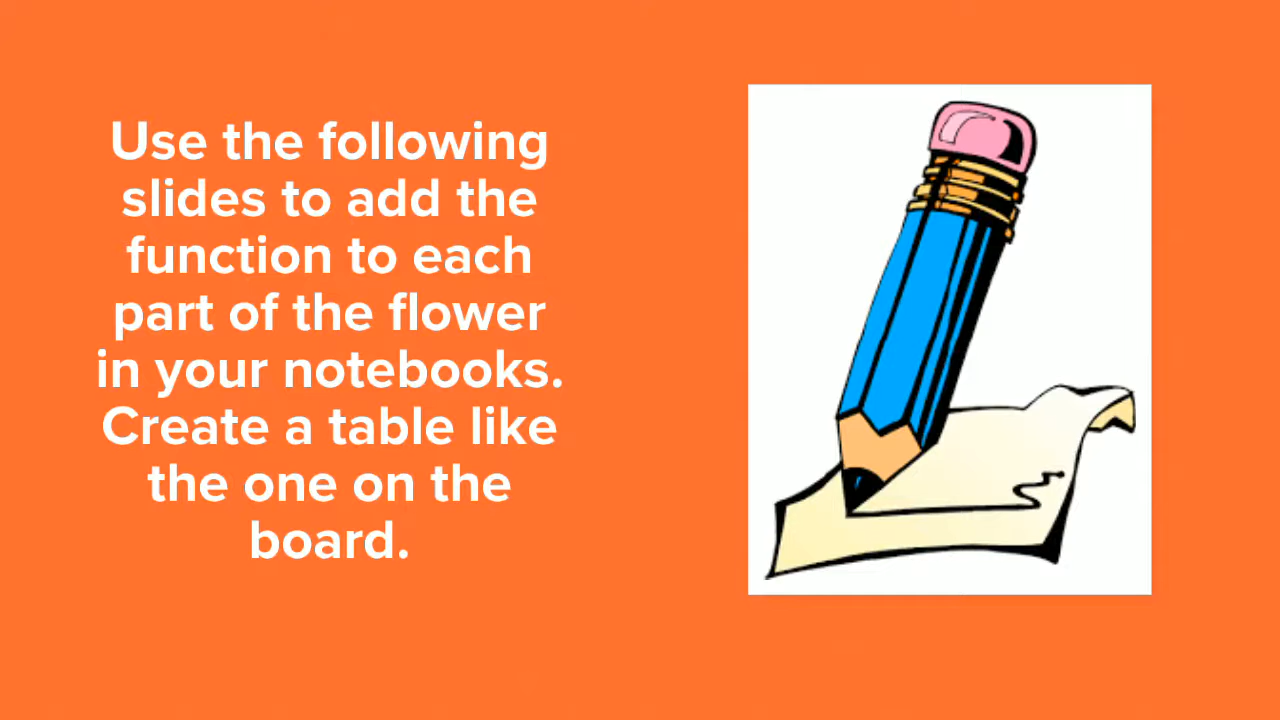 Use the following
slides to add the
function to each
part of the flower
in your notebooks.
Create a table like
the one on the
board.